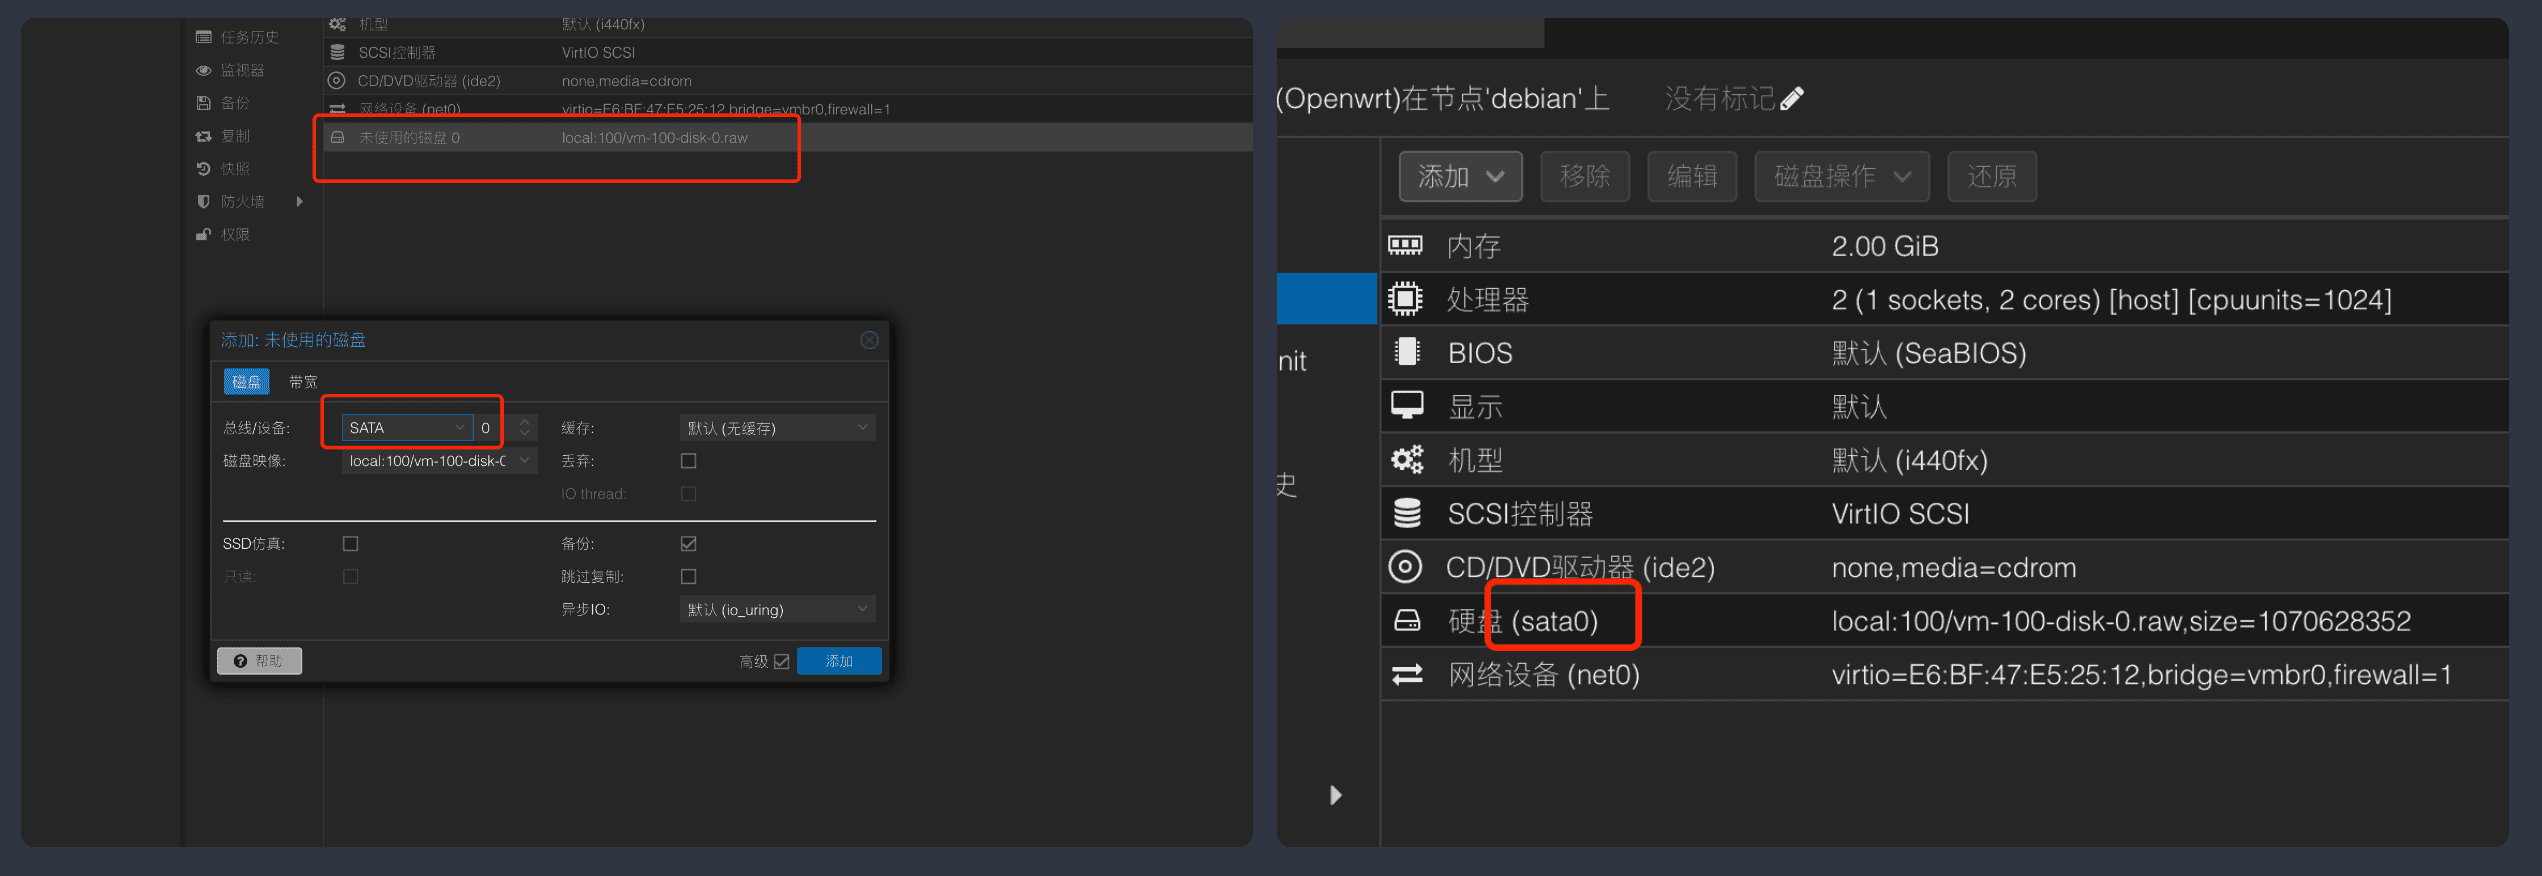 任务历史
监视器
备份
复制
快照
防火墙
权限
机型 默认 (i440fx)
SCSI控制器 VirtIO SCSI
CD/DVD驱动器 (ide2) none,media=cdrom
网络设备 (net0) virtio=E6:BF:47:E5:25:12,bridge=vmbr0,firewall=1
未使用的磁盘 0 local:100/vm-100-disk-0.raw
添加: 未使用的磁盘
磁盘 带宽
总线/设备: SATA 0 缓存: 默认 (无缓存)
磁盘映像: local:100/vm-100-disk-0 丢弃:
IO thread:
SSD仿真: 备份:
只读: 跳过复制:
异步IO: 默认 (io_uring)
帮助 高级 添加
(Openwrt)在节点'debian'上 没有标记
添加 移除 编辑 磁盘操作 还原
内存 2.00 GiB
处理器 2 (1 sockets, 2 cores) [host] [cpuunits=1024]
BIOS 默认 (SeaBIOS)
nit
显示 默认
机型 默认 (i440fx)
史
SCSI控制器 VirtIO SCSI
CD/DVD驱动器 (ide2) none,media=cdrom
硬盘 (sata0) local:100/vm-100-disk-0.raw,size=1070628352
网络设备 (net0) virtio=E6:BF:47:E5:25:12,bridge=vmbr0,firewall=1